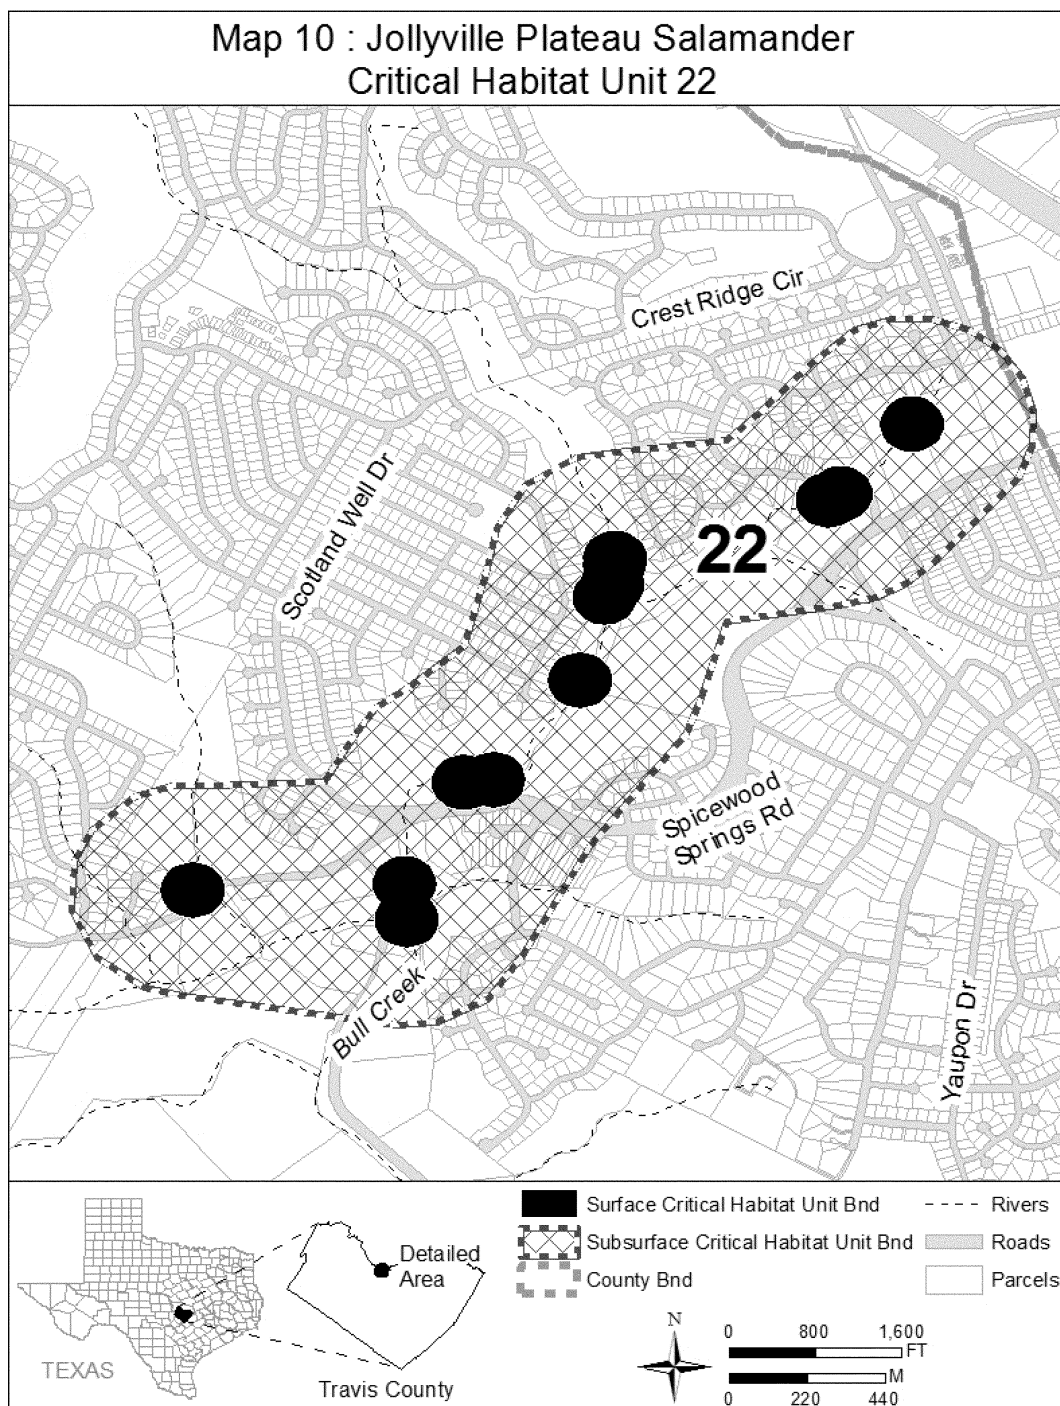 Map 10 : Jollyville Plateau Salamander
Critical Habitat Unit 22
Crest Ridge Cir
Scotland Well Dr
22
Spicewood
Springs Rd
Bull Creek
Yaupon Dr
TEXAS
Detailed
Area
Travis County
Surface Critical Habitat Unit Bnd
Subsurface Critical Habitat Unit Bnd
County Bnd
Rivers
Roads
Parcels
N
0 800 1,600
FT
M
0 220 440